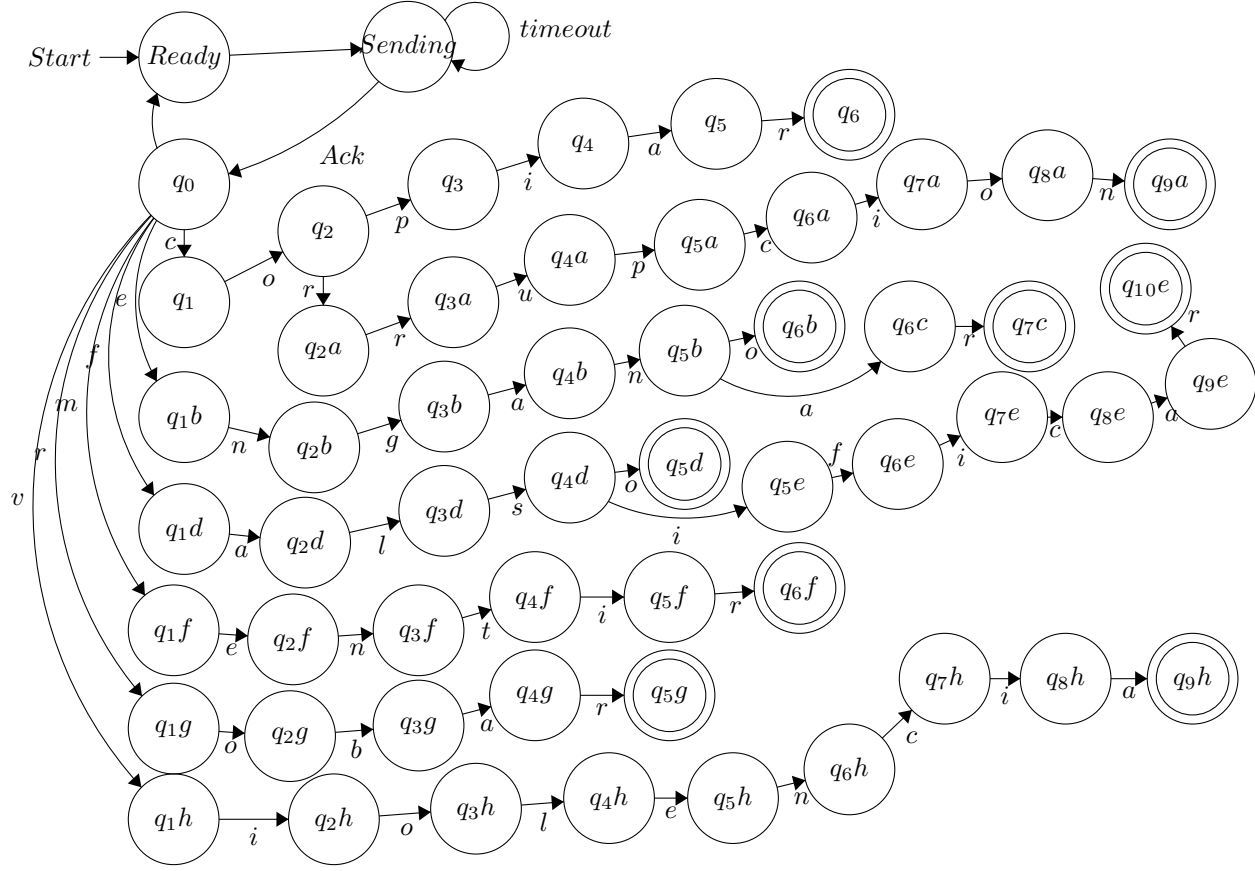 Start Ready Sending timeout
Ack
q0 c q1 o q2 p q3 i q4 a q5 r q6
r q2a r q3a u q4a p q5a c q6a i q7a o q8a n q9a
e q1b n q2b g q3b a q4b n q5b o q6b
a q6c r q7c
f q1d a q2d l q3d s q4d o q5d
i q5e f q6e i q7e c q8e a q9e r q10e
m q1f e q2f n q3f t q4f i q5f r q6f
r q1g o q2g b q3g a q4g r q5g
v q1h i q2h o q3h l q4h e q5h n q6h c q7h i q8h a q9h